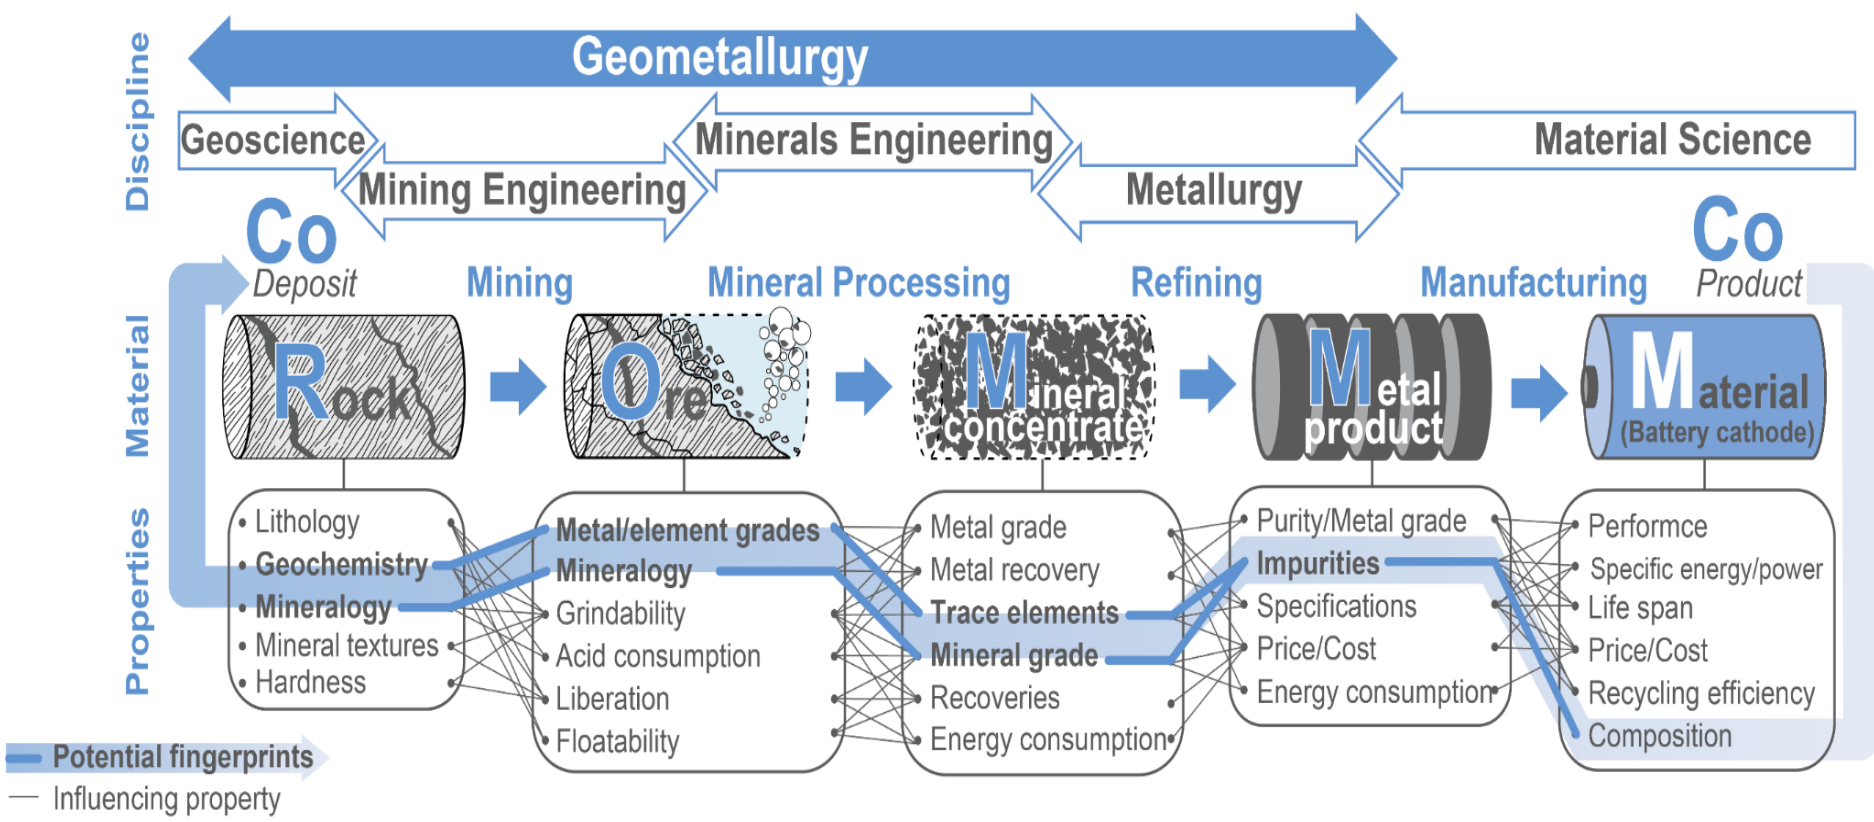 Discipline
Geometallurgy
Geoscience
Mining Engineering
Minerals Engineering
Metallurgy
Material Science
Co
Deposit
Mining
Mineral Processing
Refining
Manufacturing
Co
Product
Material
Rock
Ore
Mineral
concentrate
Metal
product
Material
(Battery cathode)
Properties
• Lithology
• Geochemistry
• Mineralogy
• Mineral textures
• Hardness
Metal/element grades
Mineralogy
Grindability
Acid consumption
Liberation
Floatability
Metal grade
Metal recovery
Trace elements
Mineral grade
Recoveries
Energy consumption
Purity/Metal grade
Impurities
Specifications
Price/Cost
Energy consumption
Performce
Specific energy/power
Life span
Price/Cost
Recycling efficiency
Composition
Potential fingerprints
Influencing property